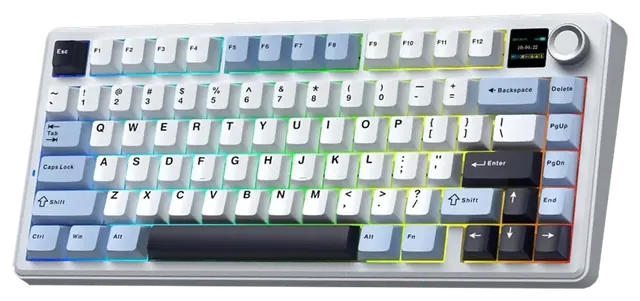 Esc F1 F2 F3 F4 F5 F6 F7 F8 F9 F10 F11 F12
~ ` ! 1 @ 2 # 3 $ 4 % 5 ^ 6 & 7 * 8 ( 9 ) 0 — - + = ←Backspace Delete
Tab Q W E R T Y U I O P { [ } ] | \ PgUp
Caps Lock A S D F G H J K L : ; " ' Enter PgDn
Shift Z X C V B N M < , > . ? / Shift ↑ End
Ctrl Win Alt Alt Fn ← ↓ →